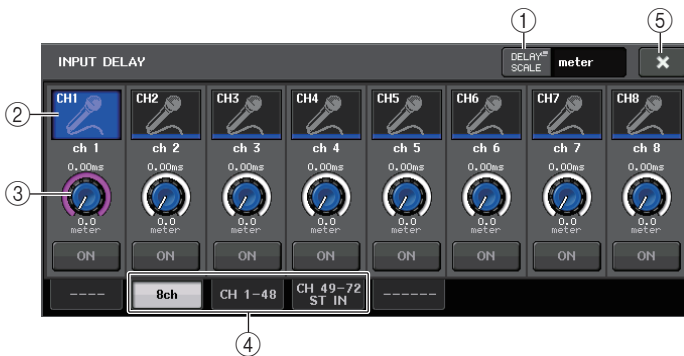 ① ⑤
INPUT DELAY DELAY SCALE meter ×
② CH1 CH2 CH3 CH4 CH5 CH6 CH7 CH8
ch 1 ch 2 ch 3 ch 4 ch 5 ch 6 ch 7 ch 8
0.00ms 0.00ms 0.00ms 0.00ms 0.00ms 0.00ms 0.00ms 0.00ms
③
0.0 0.0 0.0 0.0 0.0 0.0 0.0 0.0
meter meter meter meter meter meter meter meter
ON ON ON ON ON ON ON ON
---- 8ch CH 1-48 CH 49-72 ST IN ------
④